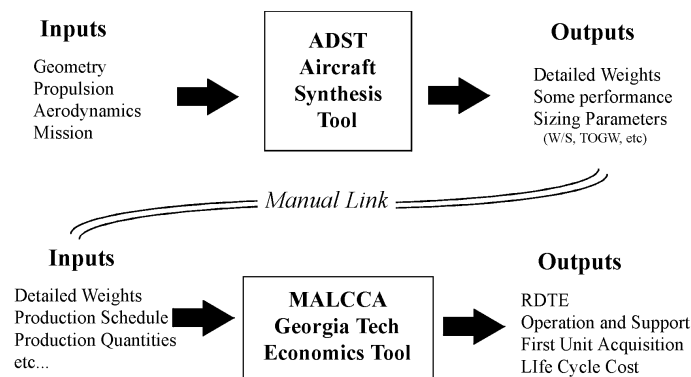 Inputs
Geometry
Propulsion
Aerodynamics
Mission
ADST
Aircraft
Synthesis
Tool
Outputs
Detailed Weights
Some performance
Sizing Parameters
(W/S, TOGW, etc)
Manual Link
Inputs
Detailed Weights
Production Schedule
Production Quantities
etc...
MALCCA
Georgia Tech
Economics Tool
Outputs
RDTE
Operation and Support
First Unit Acquisition
LIfe Cycle Cost